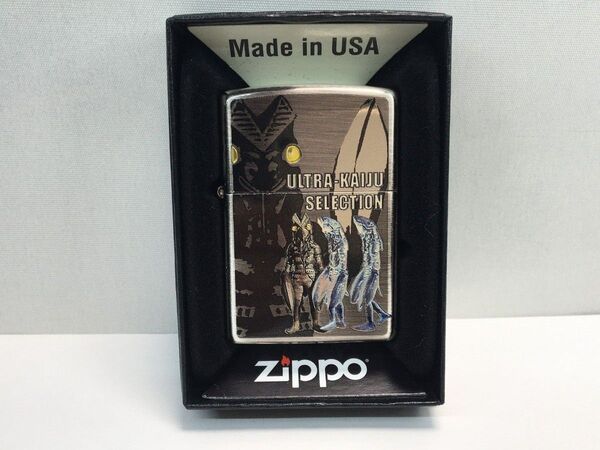 Made in USA
ULTRA-KAIJU
SELECTION
zippo®